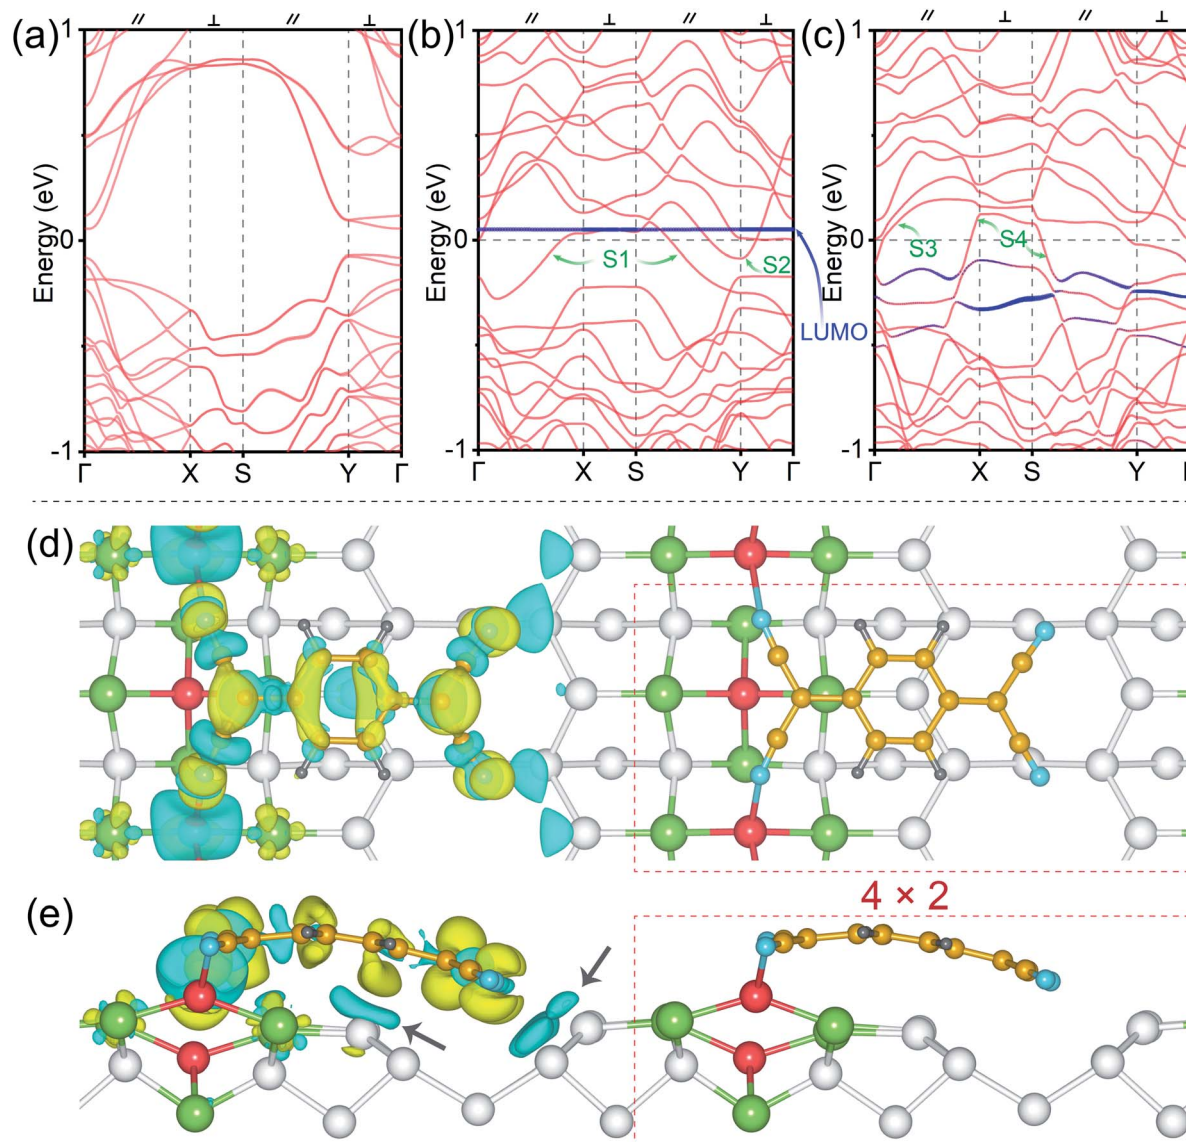 (a) // ⊥ // ⊥
(b) // ⊥ // ⊥
(c) // ⊥ // ⊥
1
0
-1
Energy (eV)
Γ X S Y Γ
1
0
-1
Energy (eV)
S1
S2
LUMO
Γ X S Y Γ
1
0
-1
Energy (eV)
S3
S4
Γ X S Y
(d)
4 × 2
(e)